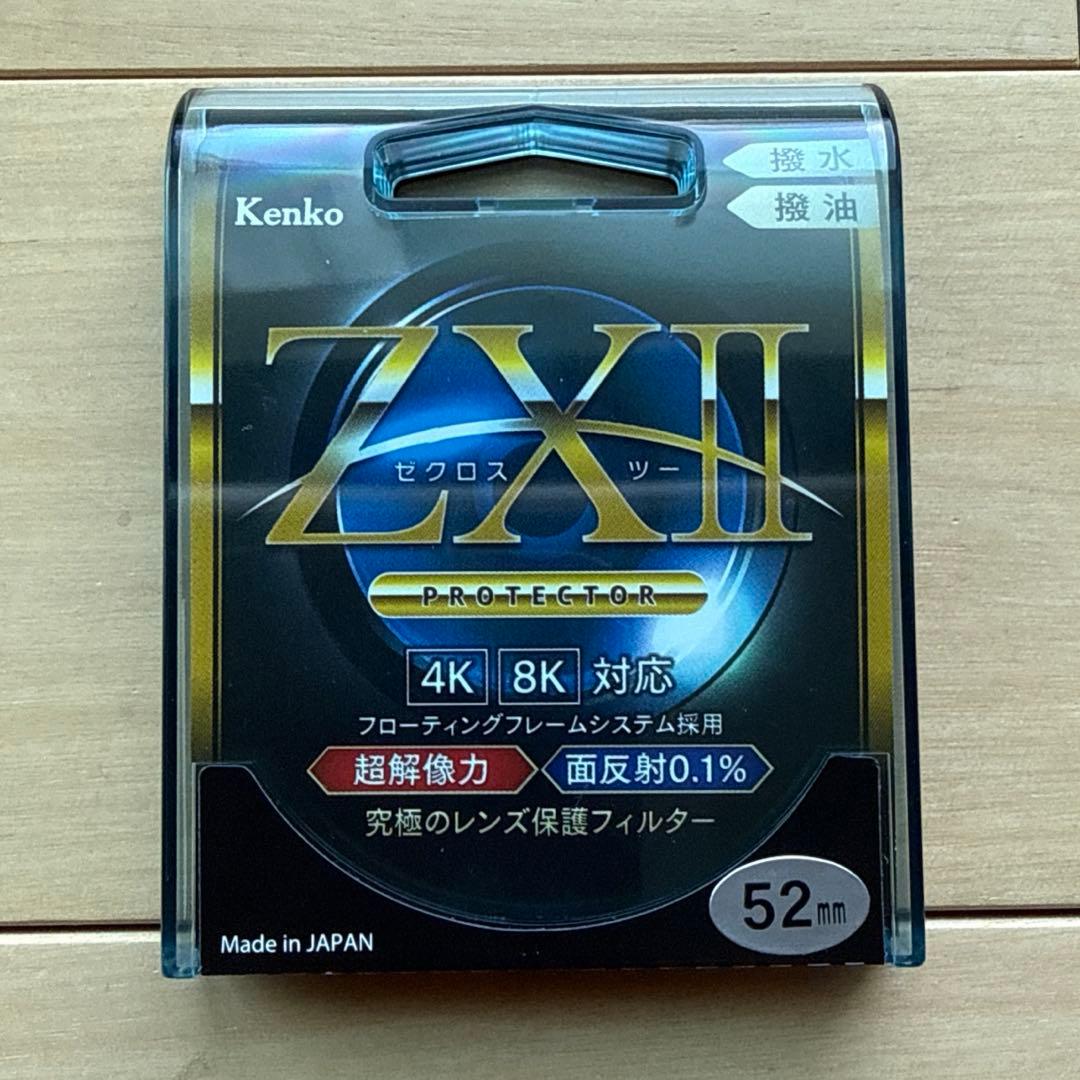 撥水
撥油
Kenko
ZXII
ゼクロス ツー
PROTECTOR
4K 8K 対応
フローティングフレームシステム採用
超解像力 面反射0.1%
究極のレンズ保護フィルター
52mm
Made in JAPAN